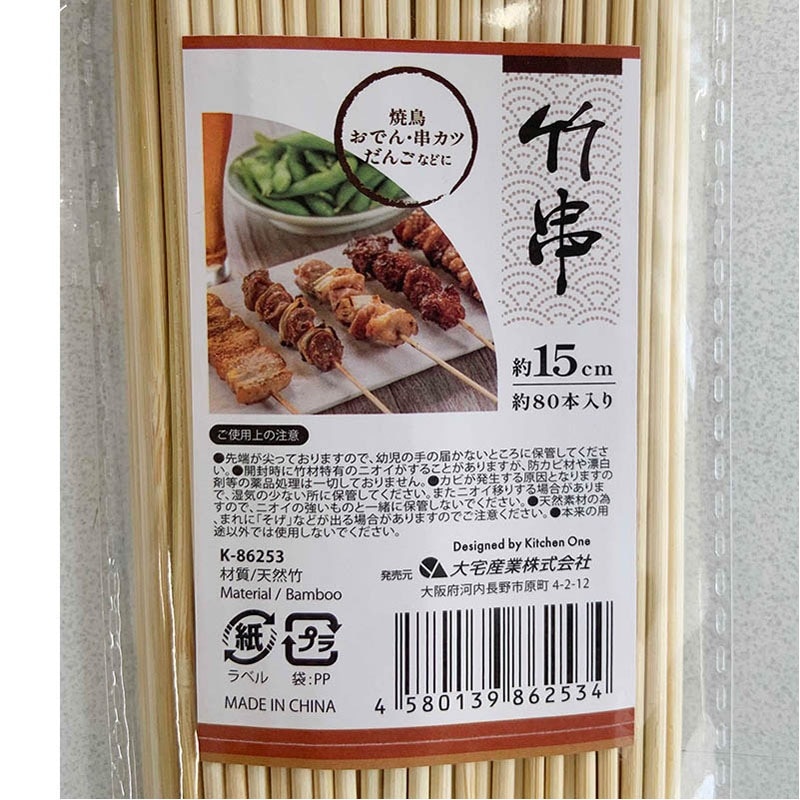 焼鳥
おでん・串カツ
だんごなどに
竹串
約15cm
約80本入り
ご使用上の注意
●先端が尖っておりますので、幼児の手の届かないところに保管してくださ
い。●開封時に竹材特有のニオイがすることがありますが、防カビ材や漂白
剤等の薬品処理は一切しておりません。●カビが発生する原因となりますの
で、湿気の少ない所に保管してください。またニオイ移りする場合がありま
すので、ニオイの強いものと一緒に保管しないでください。●天然素材の為
、まれに「そげ」などが出る場合がありますのでご注意ください。●本来の用
途以外では使用しないでください。
K-86253
材質/天然竹
Material / Bamboo
Designed by Kitchen One
発売元 大宅産業株式会社
大阪府河内長野市原町 4-2-12
紙 プラ
ラベル 袋:PP
MADE IN CHINA
4 580139 862534